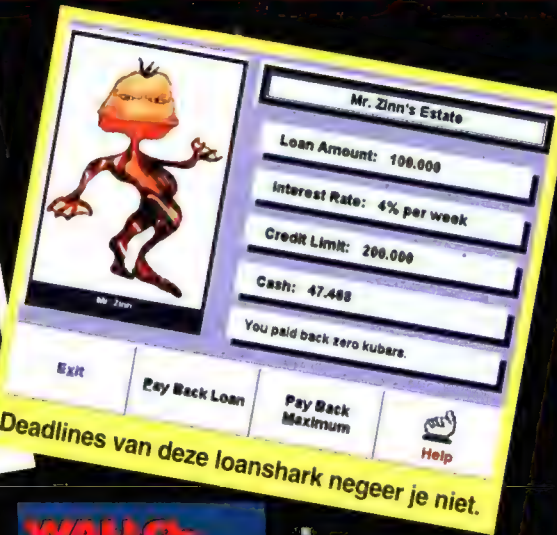 Mr. Zinn's Estate
Loan Amount: 100.000
Interest Rate: 4% per week
Credit Limit: 200.000
Cash: 47.468
You paid back zero kubars.
Mr. Zinn
Exit
Pay Back Loan
Pay Back
Maximum
Help
Deadlines van deze loanshark negeer je niet.